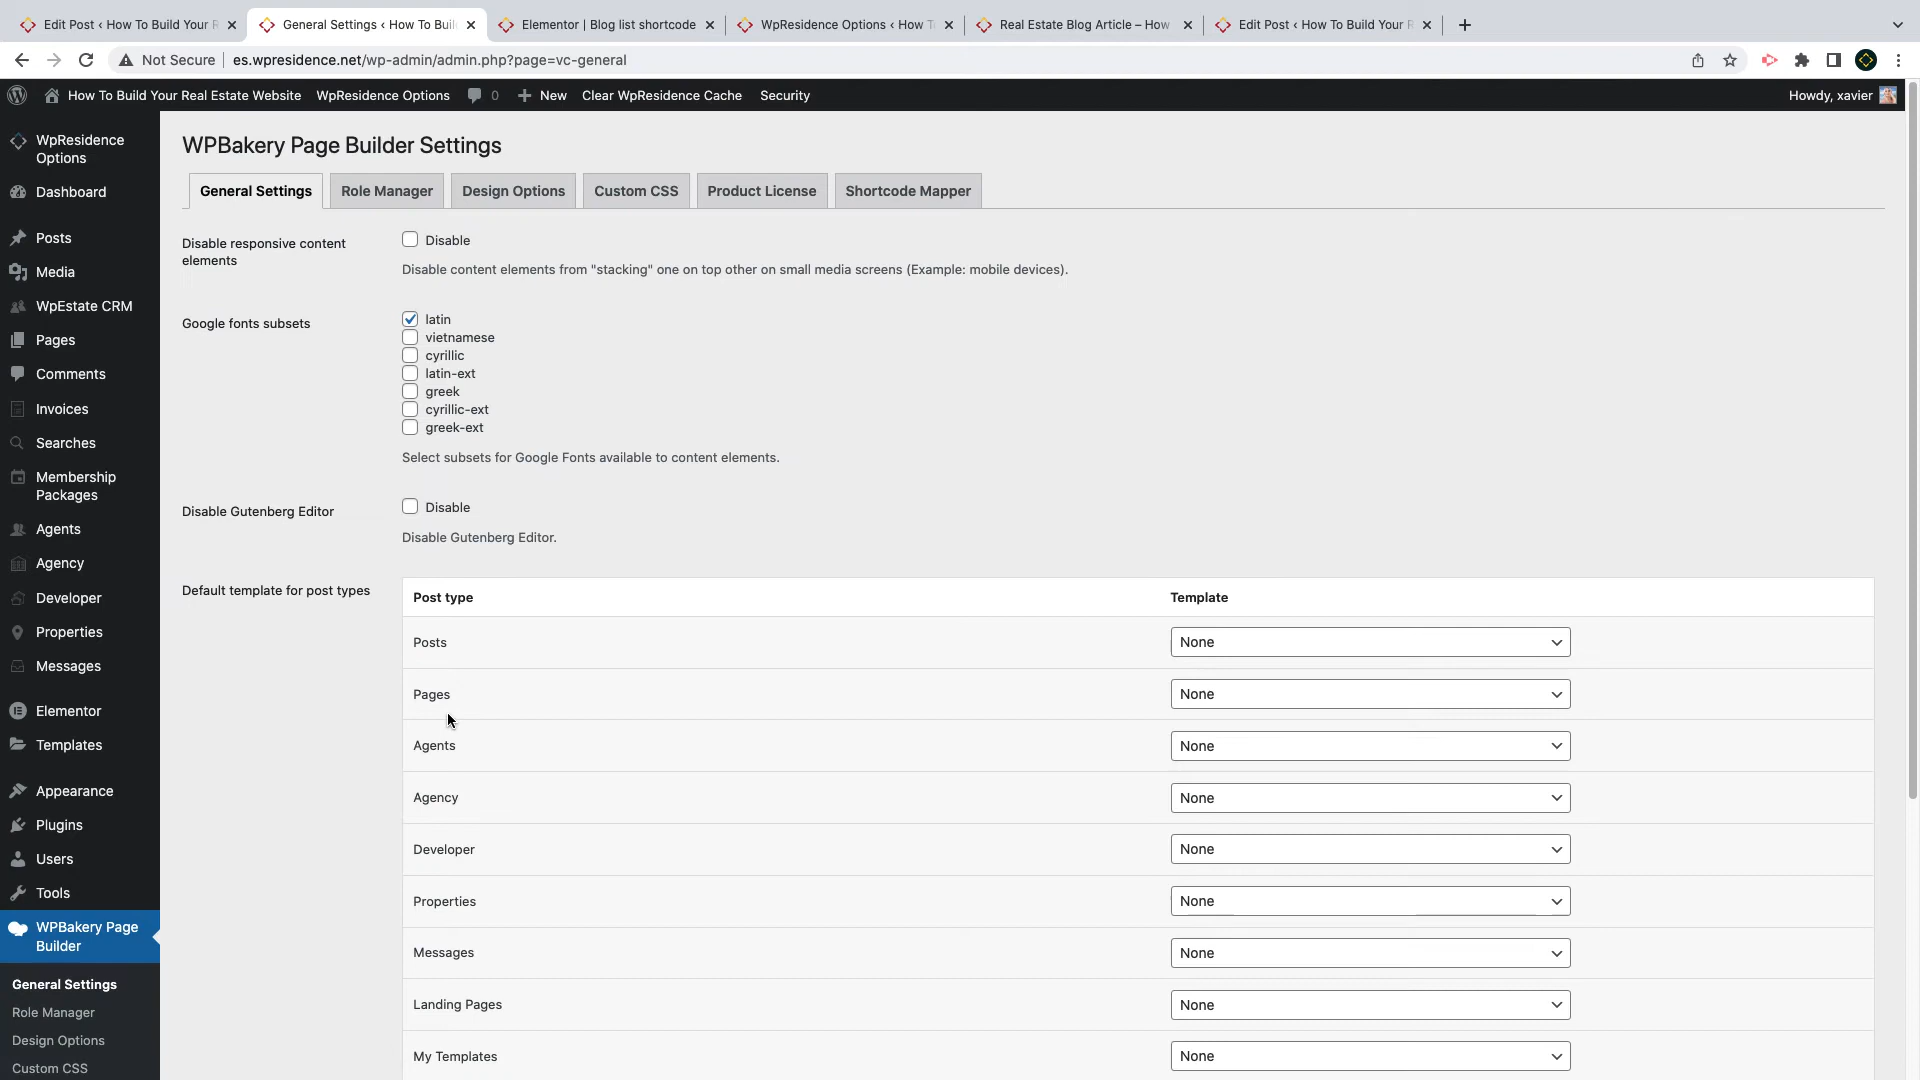 Edit Post ‹ How To Build Your R
General Settings ‹ How To Buil
Elementor | Blog list shortcode
WpResidence Options ‹ How T
Real Estate Blog Article – How
Edit Post ‹ How To Build Your R
Not Secure
es.wpresidence.net/wp-admin/admin.php?page=vc-general
How To Build Your Real Estate Website
WpResidence Options
0
New
Clear WpResidence Cache
Security
Howdy, xavier
WpResidence
Options
Dashboard
Posts
Media
WpEstate CRM
Pages
Comments
Invoices
Searches
Membership
Packages
Agents
Agency
Developer
Properties
Messages
Elementor
Templates
Appearance
Plugins
Users
Tools
WPBakery Page
Builder
General Settings
Role Manager
Design Options
Custom CSS
WPBakery Page Builder Settings
General Settings
Role Manager
Design Options
Custom CSS
Product License
Shortcode Mapper
Disable responsive content
elements
Disable
Disable content elements from "stacking" one on top other on small media screens (Example: mobile devices).
Google fonts subsets
latin
vietnamese
cyrillic
latin-ext
greek
cyrillic-ext
greek-ext
Select subsets for Google Fonts available to content elements.
Disable Gutenberg Editor
Disable
Disable Gutenberg Editor.
Default template for post types
Post type Template
Posts None
Pages None
Agents None
Agency None
Developer None
Properties None
Messages None
Landing Pages None
My Templates None